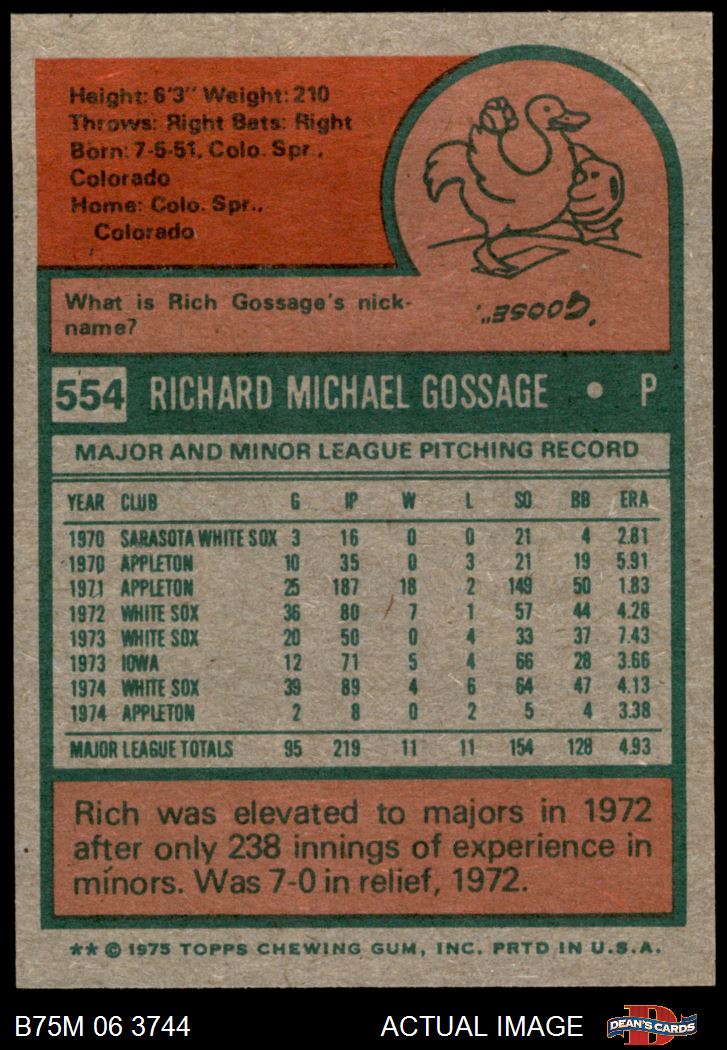 Height: 6'3" Weight: 210
Throws: Right Bats: Right
Born: 7-5-51, Colo. Spr.,
Colorado
Home: Colo. Spr.,
Colorado
What is Rich Gossage's nick-
name?
"GOOSE".
554 RICHARD MICHAEL GOSSAGE • P
MAJOR AND MINOR LEAGUE PITCHING RECORD
YEAR CLUB G IP W L SO BB ERA
1970 SARASOTA WHITE SOX 3 16 0 0 21 4 2.81
1970 APPLETON 10 35 0 3 21 19 5.91
1971 APPLETON 25 187 18 2 149 50 1.83
1972 WHITE SOX 36 80 7 1 57 44 4.26
1973 WHITE SOX 20 50 0 4 33 37 7.43
1973 IOWA 12 71 5 4 66 28 3.66
1974 WHITE SOX 39 89 4 6 64 47 4.13
1974 APPLETON 2 8 0 2 5 4 3.38
MAJOR LEAGUE TOTALS 95 219 11 11 154 128 4.93
Rich was elevated to majors in 1972
after only 238 innings of experience in
minors. Was 7-0 in relief, 1972.
** © 1975 TOPPS CHEWING GUM, INC. PRTD IN U.S.A.
B75M 06 3744 ACTUAL IMAGE DEAN'S CARDS